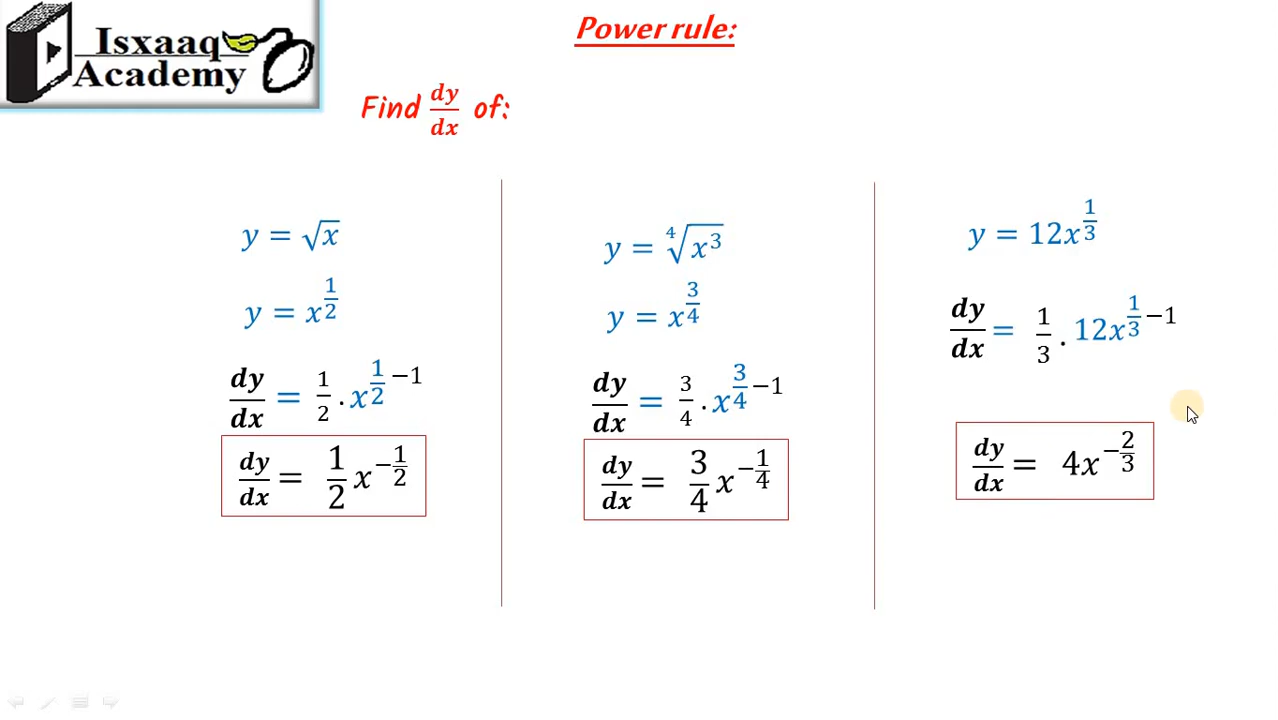 Isxaaq
Academy
Power rule:
Find dy/dx of:
y = √x
y = x^(1/2)
dy/dx = 1/2 . x^(1/2 −1)
dy/dx = 1/2 x^(−1/2)
y = ∜(x³)
y = x^(3/4)
dy/dx = 3/4 . x^(3/4 −1)
dy/dx = 3/4 x^(−1/4)
y = 12x^(1/3)
dy/dx = 1/3 . 12x^(1/3 −1)
dy/dx = 4x^(−2/3)